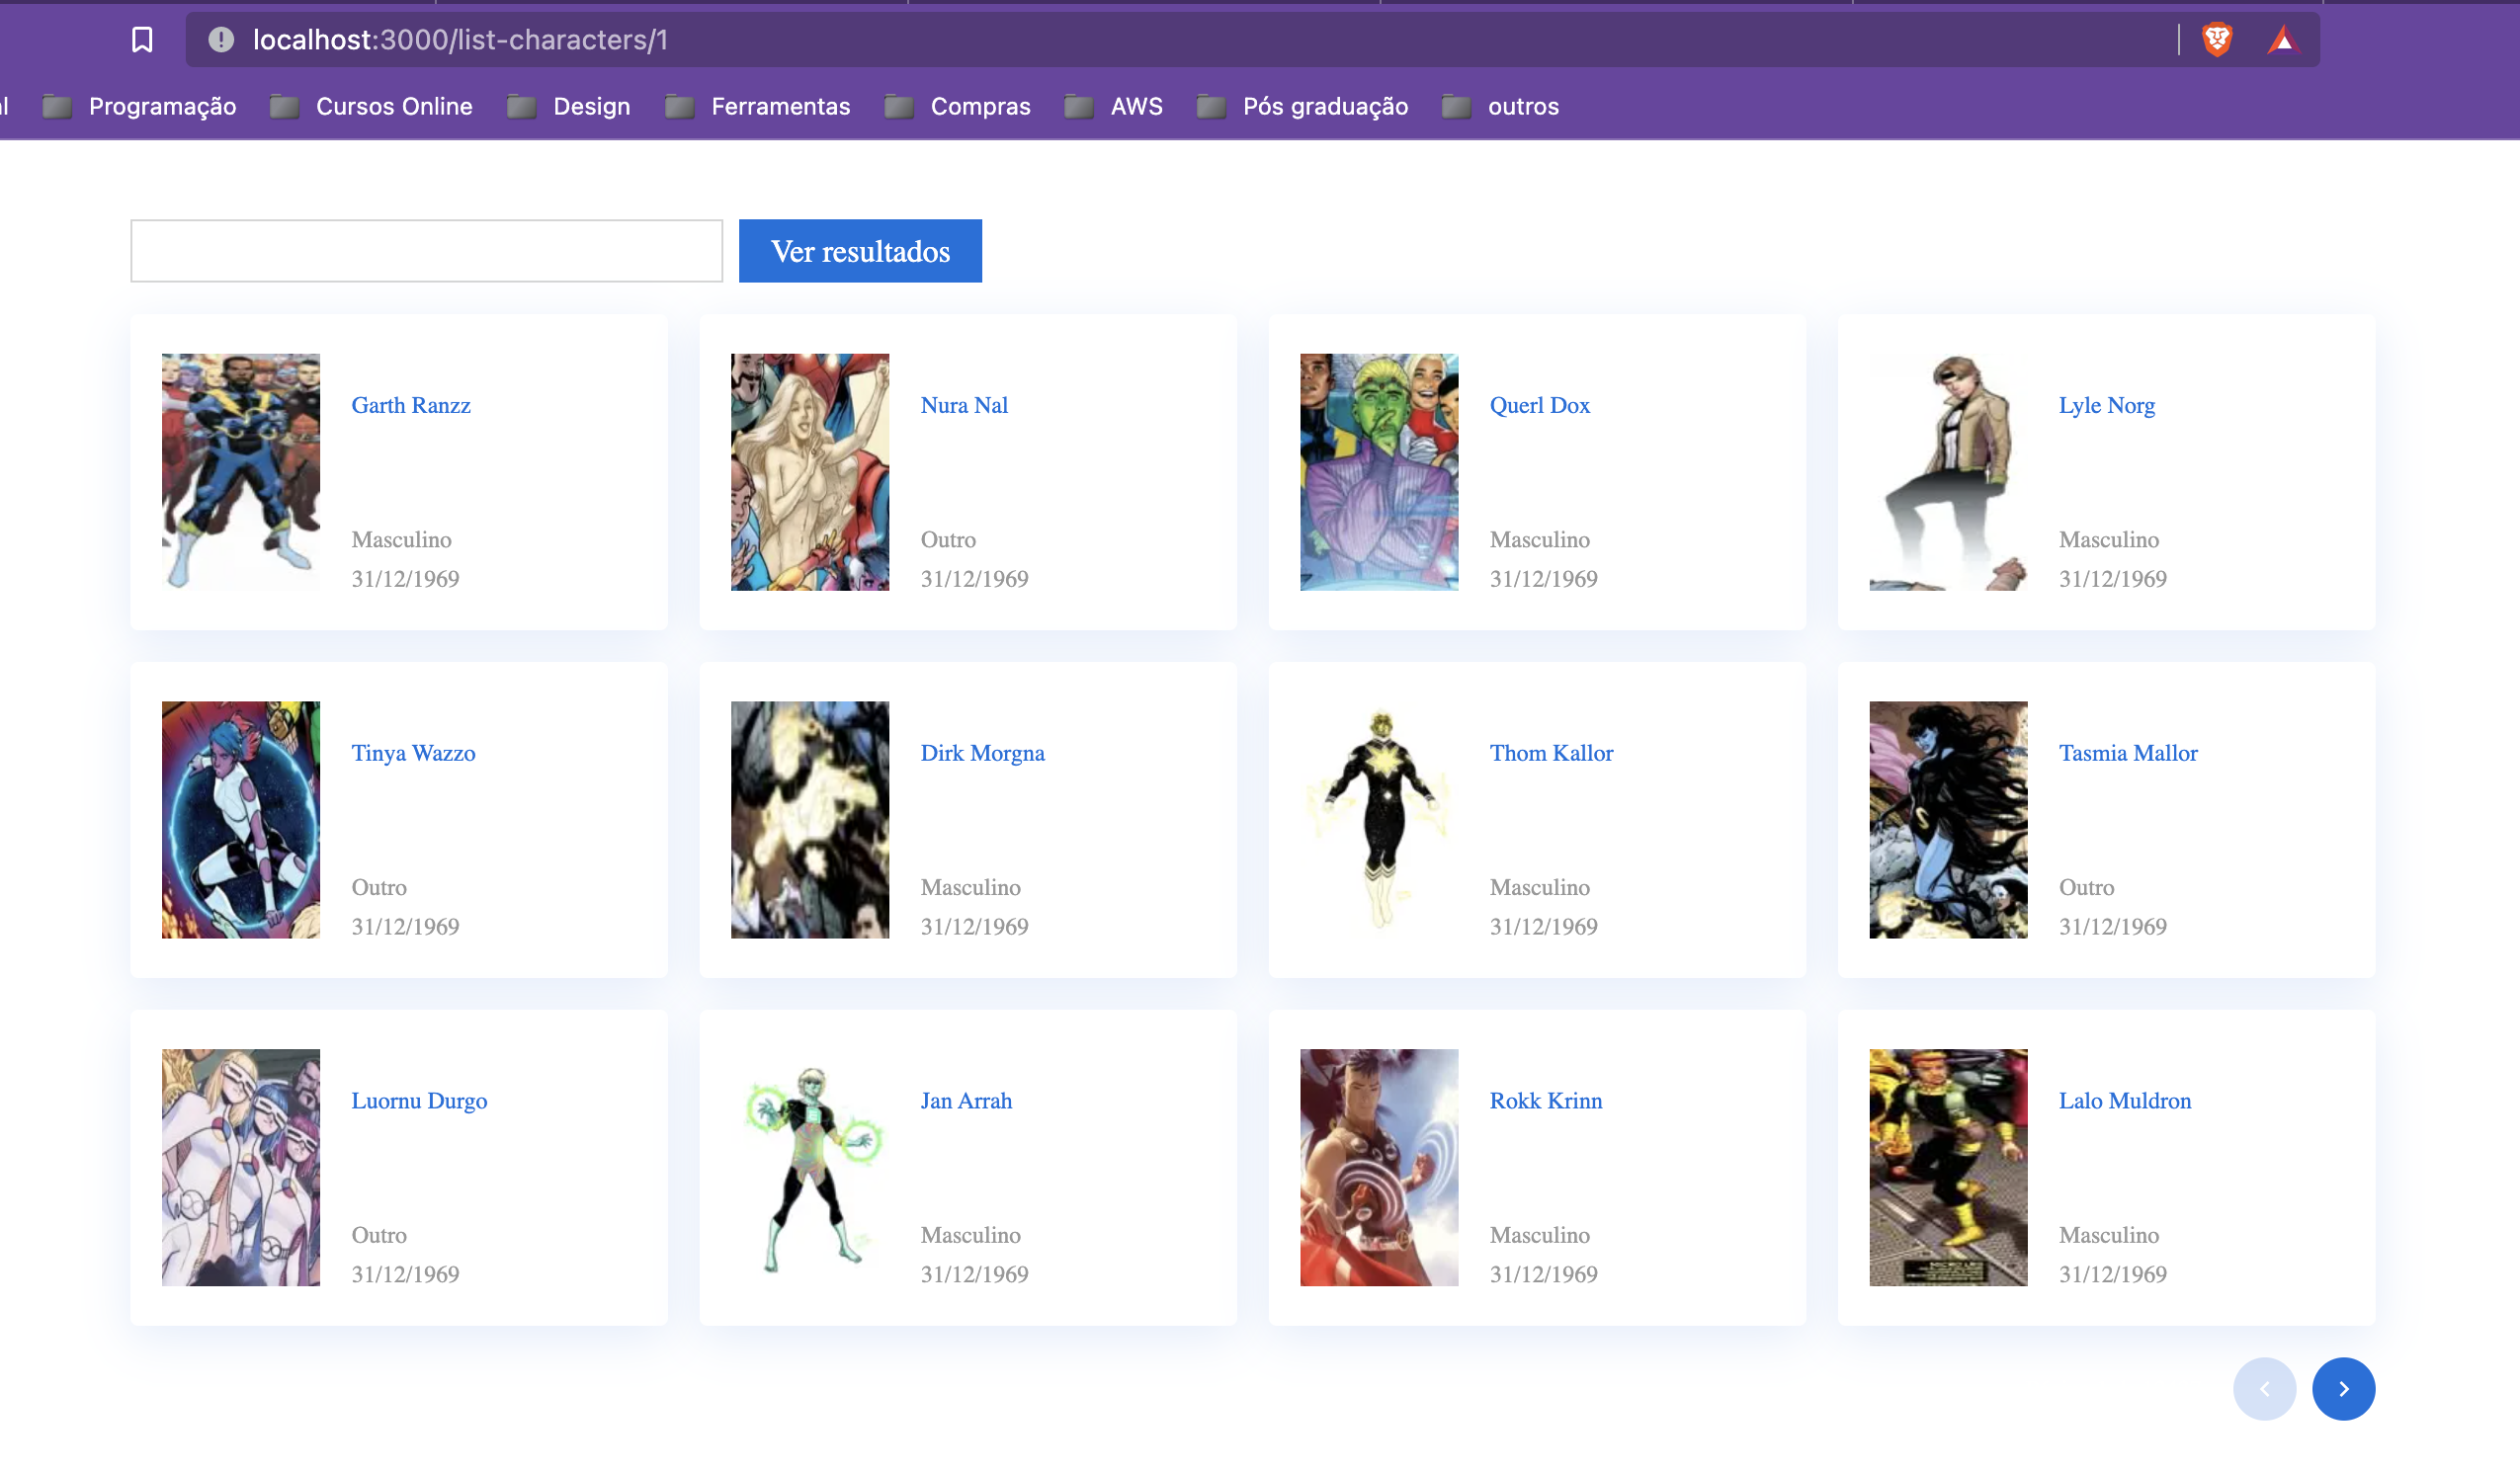 localhost:3000/list-characters/1
l Programação Cursos Online Design Ferramentas Compras AWS Pós graduação outros
Ver resultados
Garth Ranzz
Masculino
31/12/1969
Nura Nal
Outro
31/12/1969
Querl Dox
Masculino
31/12/1969
Lyle Norg
Masculino
31/12/1969
Tinya Wazzo
Outro
31/12/1969
Dirk Morgna
Masculino
31/12/1969
Thom Kallor
Masculino
31/12/1969
Tasmia Mallor
Outro
31/12/1969
Luornu Durgo
Outro
31/12/1969
Jan Arrah
Masculino
31/12/1969
Rokk Krinn
Masculino
31/12/1969
Lalo Muldron
Masculino
31/12/1969